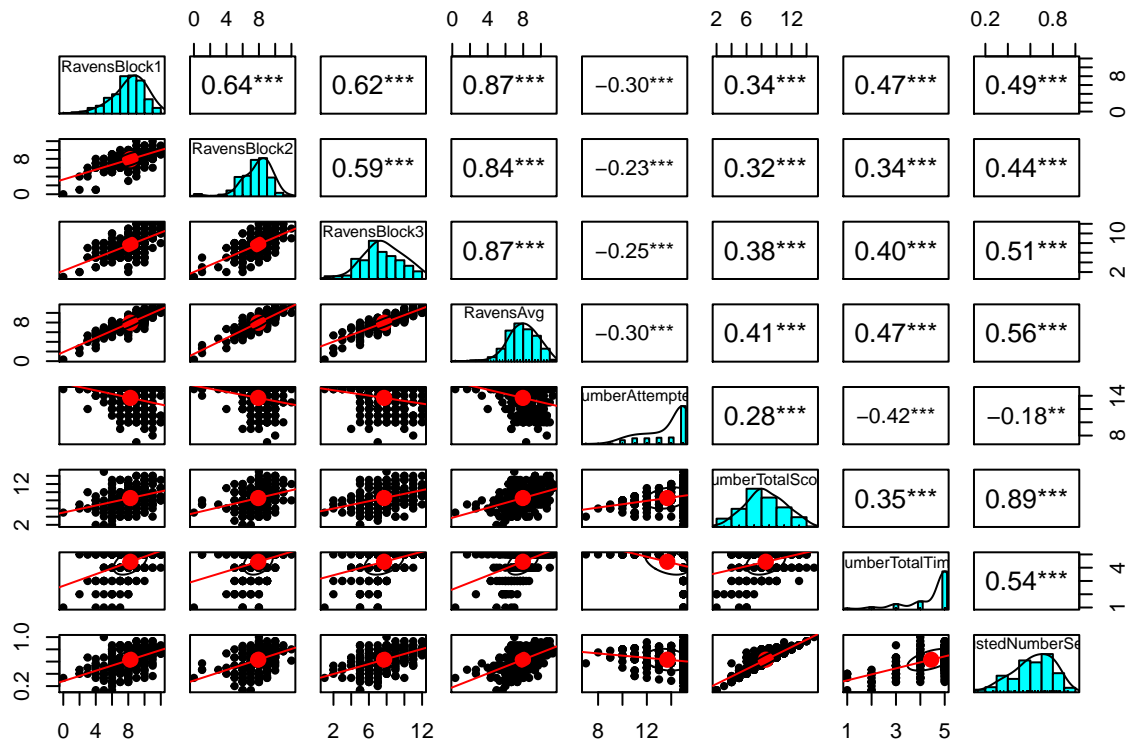 0 4 8 0 4 8 2 6 12 0.2 0.8
RavensBlock1 0.64*** 0.62*** 0.87*** −0.30*** 0.34*** 0.47*** 0.49*** 0 8
0 8 RavensBlock2 0.59*** 0.84*** −0.23*** 0.32*** 0.34*** 0.44***
RavensBlock3 0.87*** −0.25*** 0.38*** 0.40*** 0.51*** 2 10
0 8 RavensAvg −0.30*** 0.41*** 0.47*** 0.56***
umberAttempte 0.28*** −0.42*** −0.18** 8 14
2 12 umberTotalSco 0.35*** 0.89***
umberTotalTim 0.54*** 1 4
0.2 1.0 stedNumberSe
0 4 8 2 6 12 8 12 1 3 5